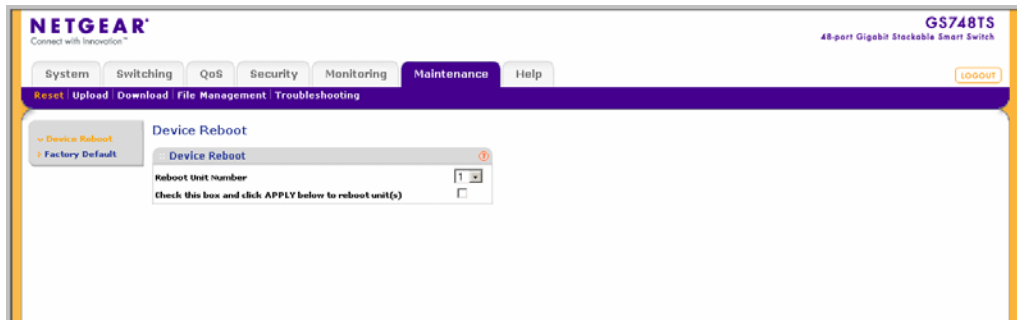 NETGEAR
Connect with Innovation™
GS748TS
48-port Gigabit Stackable Smart Switch
System Switching QoS Security Monitoring Maintenance Help
LOGOUT
Reset Upload Download File Management Troubleshooting
Device Reboot
Factory Default
Device Reboot
Device Reboot ?
Reboot Unit Number 1
Check this box and click APPLY below to reboot unit(s)